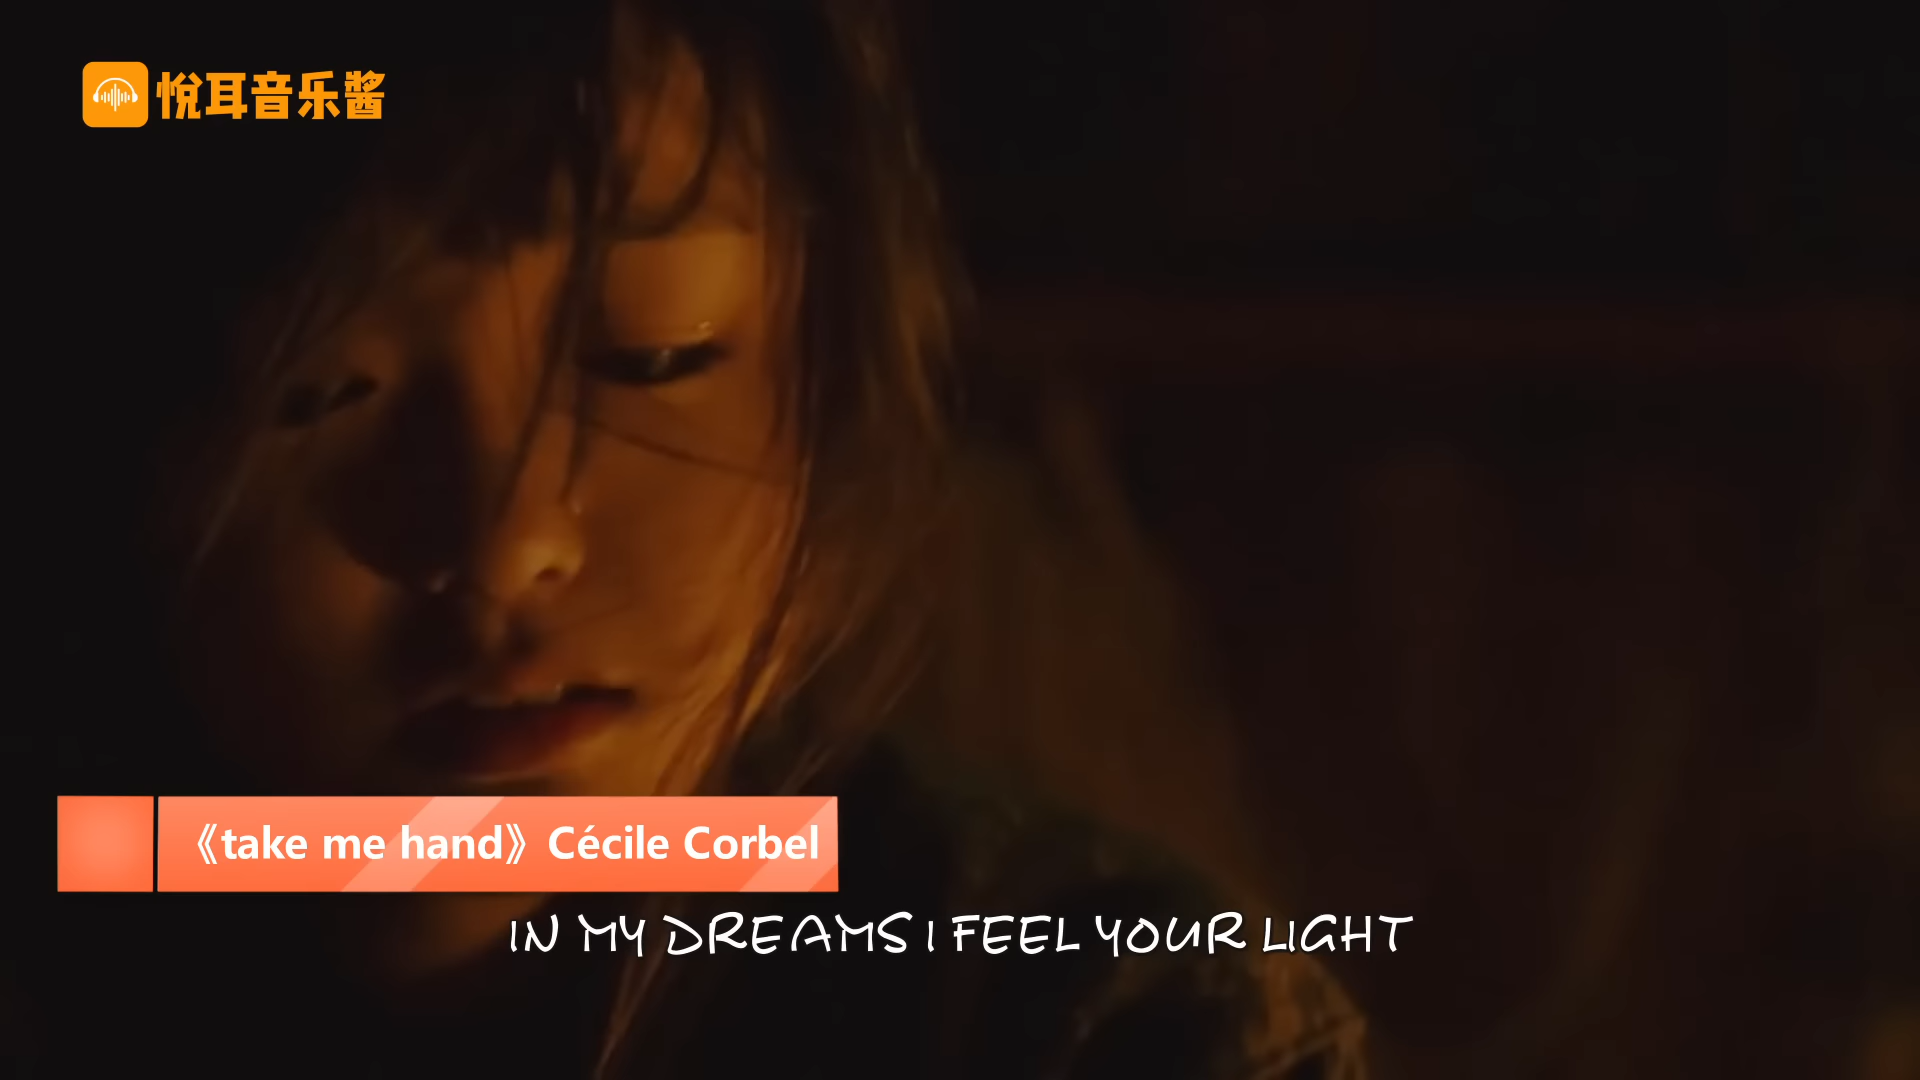 悦耳音乐酱
《take me hand》Cécile Corbel
IN MY DREAMS I FEEL YOUR LIGHT